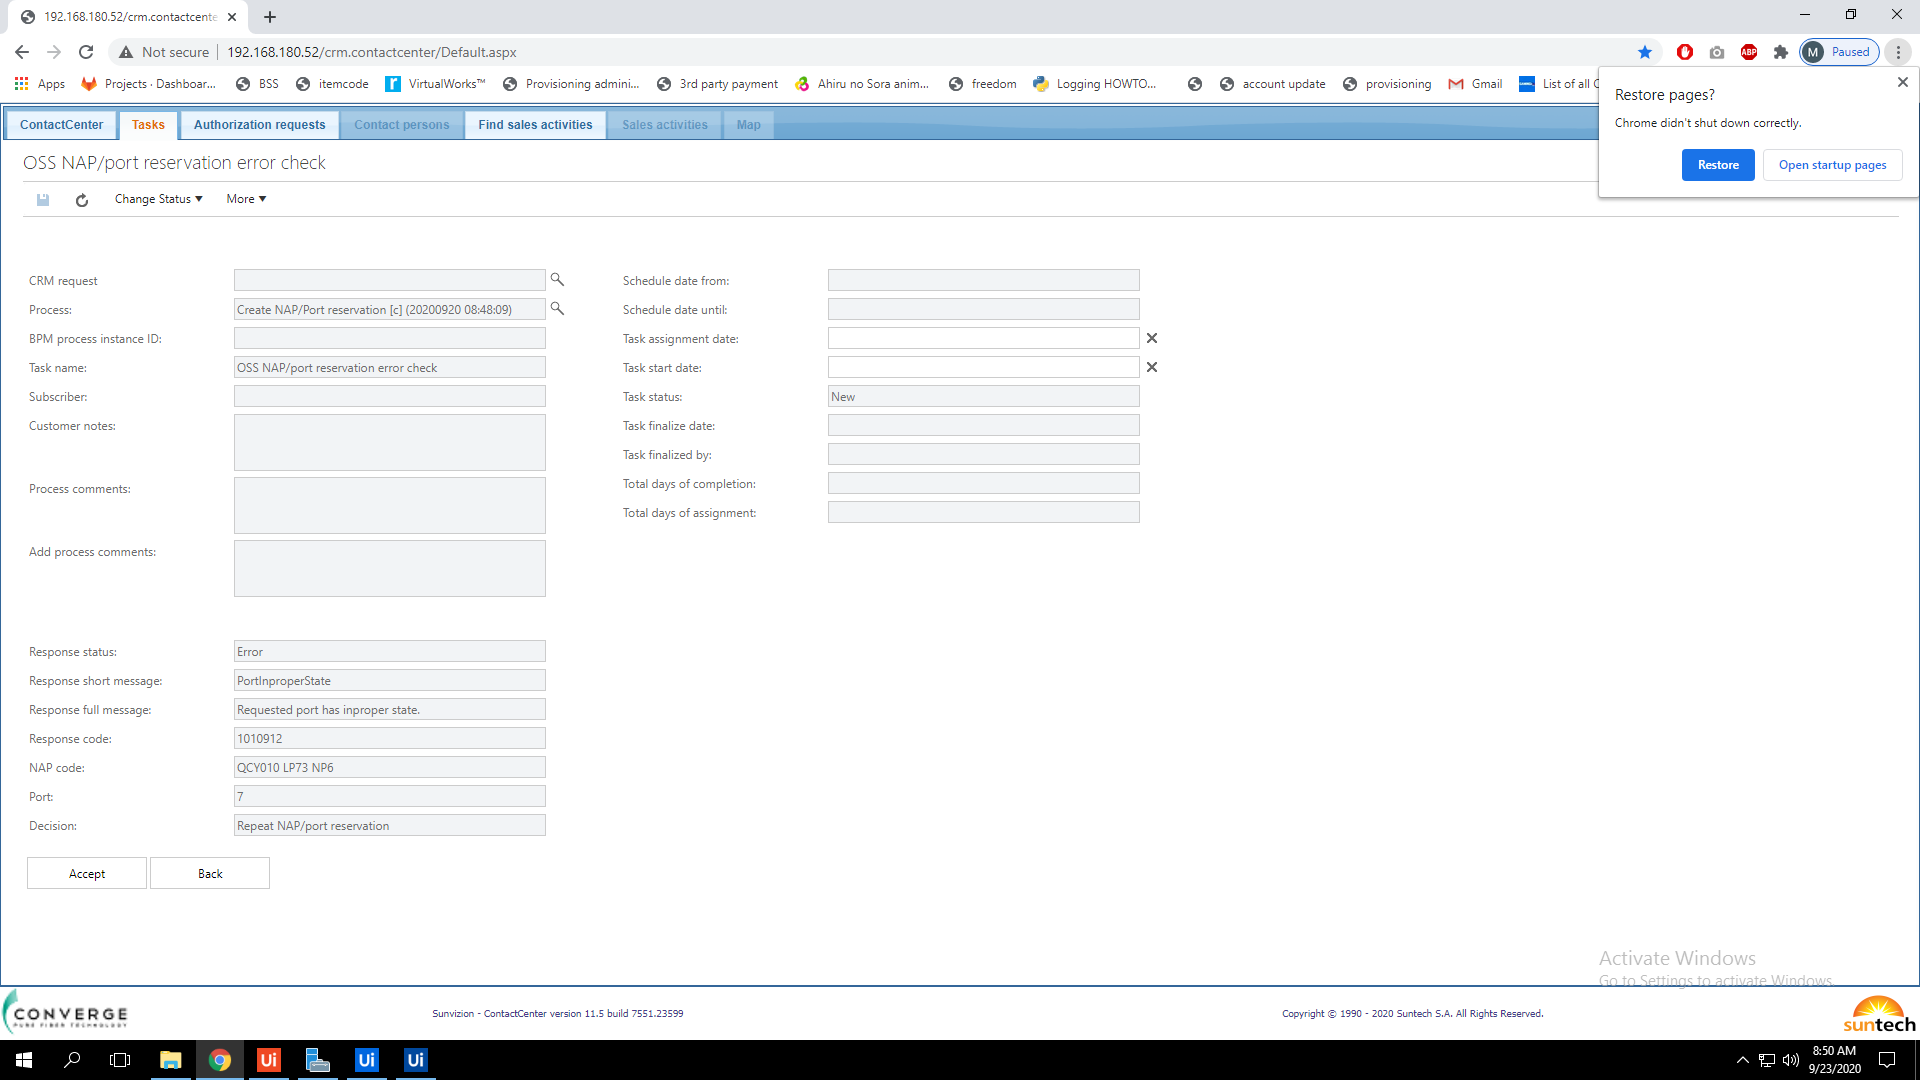 192.168.180.52/crm.contactcente
Not secure
192.168.180.52/crm.contactcenter/Default.aspx
ABP
M
Paused
Apps
Projects · Dashboar...
BSS
itemcode
VirtualWorks™
Provisioning admini...
3rd party payment
Ahiru no Sora anim...
freedom
Logging HOWTO...
account update
provisioning
Gmail
List of all C
Restore pages?
Chrome didn't shut down correctly.
Restore
Open startup pages
ContactCenter
Tasks
Authorization requests
Contact persons
Find sales activities
Sales activities
Map
OSS NAP/port reservation error check
Change Status
More
CRM request
Process: Create NAP/Port reservation [c] (20200920 08:48:09)
BPM process instance ID:
Task name: OSS NAP/port reservation error check
Subscriber:
Customer notes:
Process comments:
Add process comments:
Schedule date from:
Schedule date until:
Task assignment date:
Task start date:
Task status: New
Task finalize date:
Task finalized by:
Total days of completion:
Total days of assignment:
Response status: Error
Response short message: PortInproperState
Response full message: Requested port has inproper state.
Response code: 1010912
NAP code: QCY010 LP73 NP6
Port: 7
Decision: Repeat NAP/port reservation
Accept
Back
Activate Windows
Go to Settings to activate Windows.
CONVERGE
PURE FIBER TECHNOLOGY
Sunvizion - ContactCenter version 11.5 build 7551.23599
Copyright © 1990 - 2020 Suntech S.A. All Rights Reserved.
suntech
Ui
Ui
Ui
8:50 AM
9/23/2020